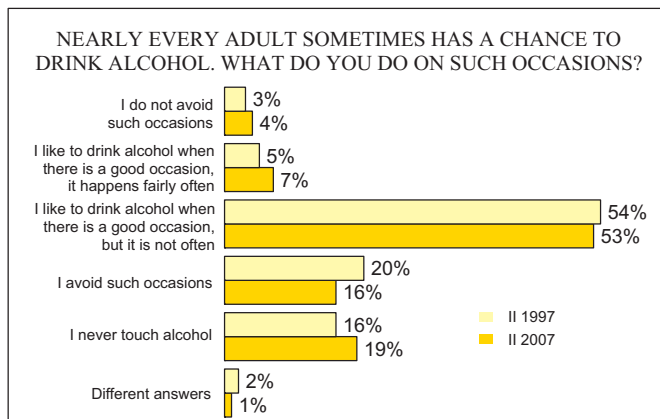 NEARLY EVERY ADULT SOMETIMES HAS A CHANCE TO
DRINK ALCOHOL. WHAT DO YOU DO ON SUCH OCCASIONS?
I do not avoid
such occasions
3%
4%
I like to drink alcohol when
there is a good occasion,
it happens fairly often
5%
7%
I like to drink alcohol when
there is a good occasion,
but it is not often
54%
53%
I avoid such occasions
20%
16%
I never touch alcohol
16%
19%
Different answers
2%
1%
II 1997
II 2007